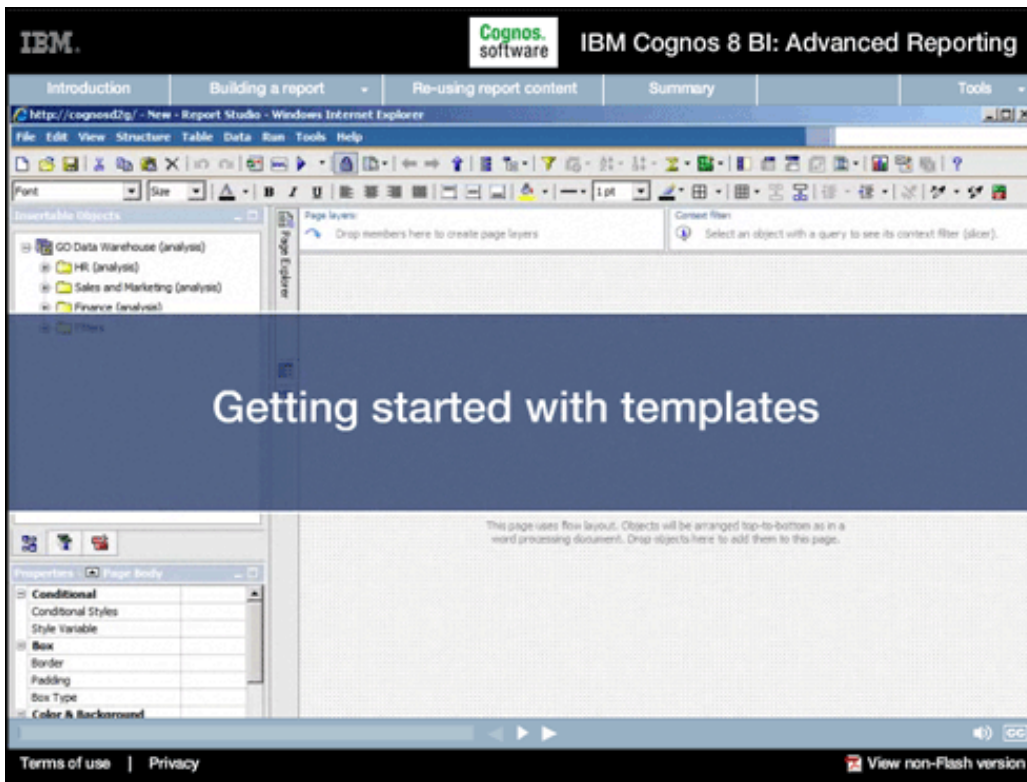 IBM.
Cognos.
software
IBM Cognos 8 BI: Advanced Reporting
Introduction Building a report Re-using report content Summary Tools
http://cognosd2g/ - New - Report Studio - Windows Internet Explorer
File Edit View Structure Table Data Run Tools Help
Font Size B I U 1 pt
Insertable Objects
Page layers:
Context filter:
Drop members here to create page layers
Select an object with a query to see its context filter (slicer).
Page Explorer
GO Data Warehouse (analysis)
HR (analysis)
Sales and Marketing (analysis)
Finance (analysis)
Filters
Getting started with templates
This page uses flow layout. Objects will be arranged top-to-bottom as in a
word processing document. Drop objects here to add them to this page.
Properties - Page Body
Conditional
Conditional Styles
Style Variable
Box
Border
Padding
Box Type
Color & Background
CC
Terms of use | Privacy
View non-Flash version